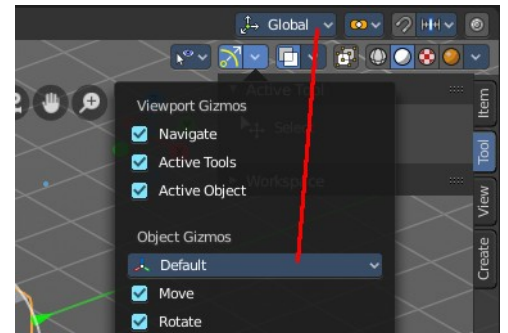 Global
Active Tool
Select
Workspace
Viewport Gizmos
Navigate
Active Tools
Active Object
Object Gizmos
Default
Move
Rotate
Item
Tool
View
Create